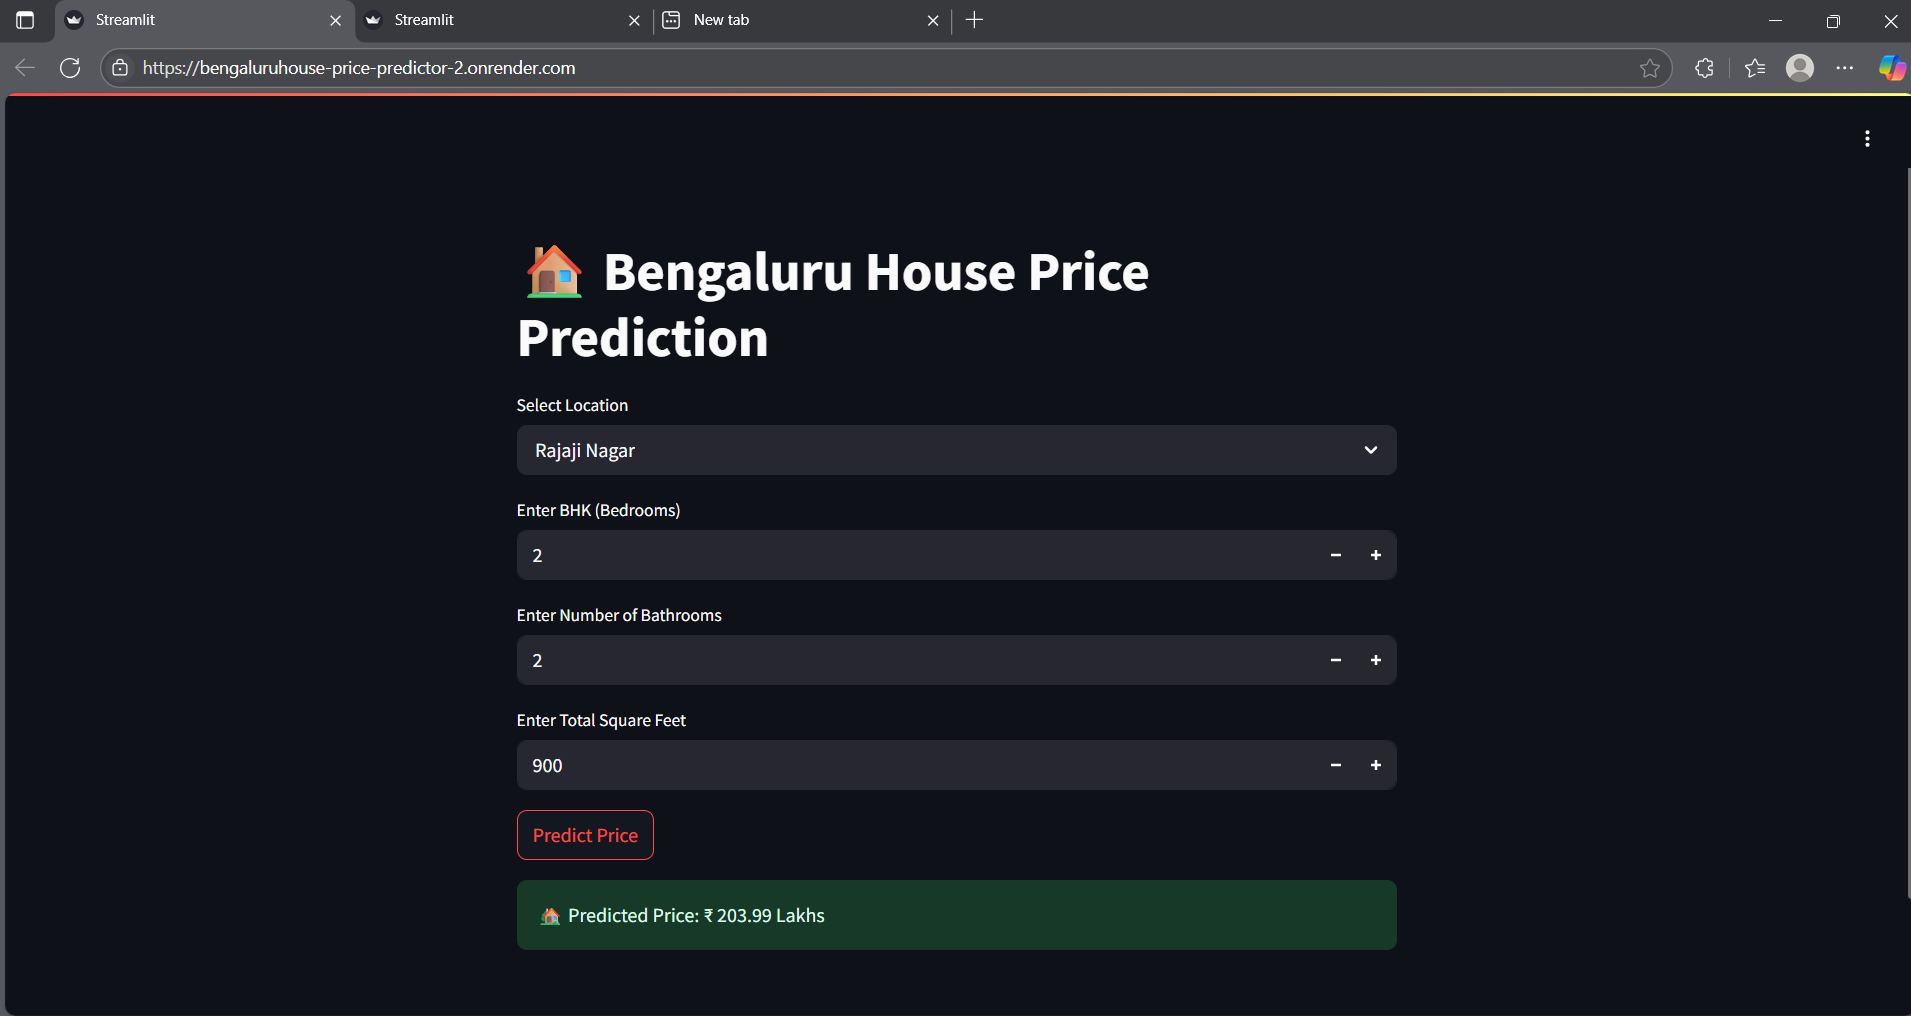 Streamlit
Streamlit
New tab
https://bengaluruhouse-price-predictor-2.onrender.com
Bengaluru House Price
Prediction
Select Location
Rajaji Nagar
Enter BHK (Bedrooms)
2
Enter Number of Bathrooms
2
Enter Total Square Feet
900
Predict Price
Predicted Price: ₹ 203.99 Lakhs